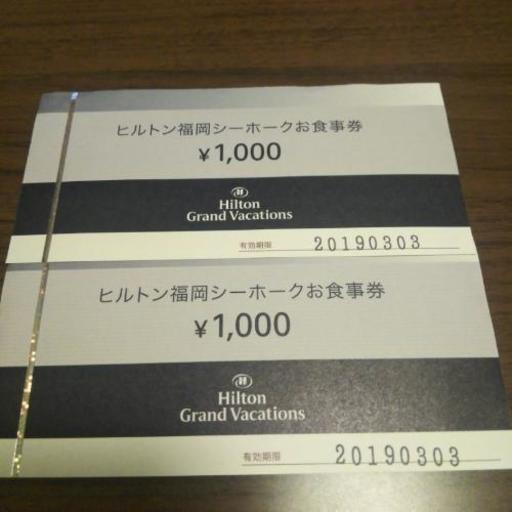 ヒルトン福岡シーホークお食事券
¥1,000
Hilton
Grand Vacations
有効期限 20190303
ヒルトン福岡シーホークお食事券
¥1,000
Hilton
Grand Vacations
有効期限 20190303